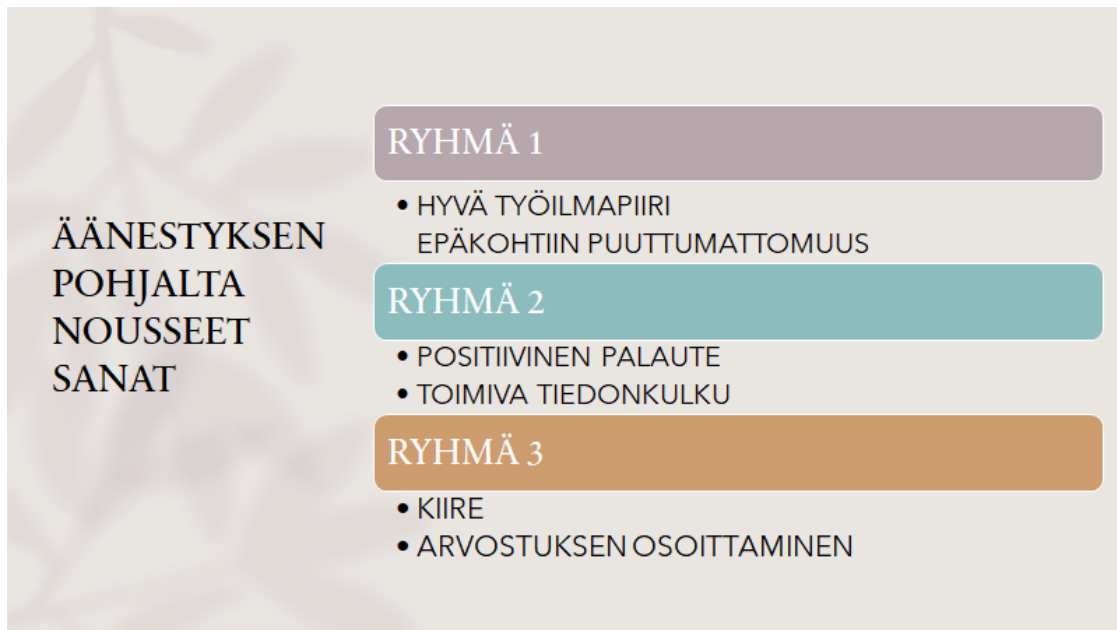 ÄÄNESTYKSEN
POHJALTA
NOUSSEET
SANAT
RYHMÄ 1
• HYVÄ TYÖILMAPIIRI
EPÄKOHTIIN PUUTTUMATTOMUUS
RYHMÄ 2
• POSITIIVINEN PALAUTE
• TOIMIVA TIEDONKULKU
RYHMÄ 3
• KIIRE
• ARVOSTUKSEN OSOITTAMINEN